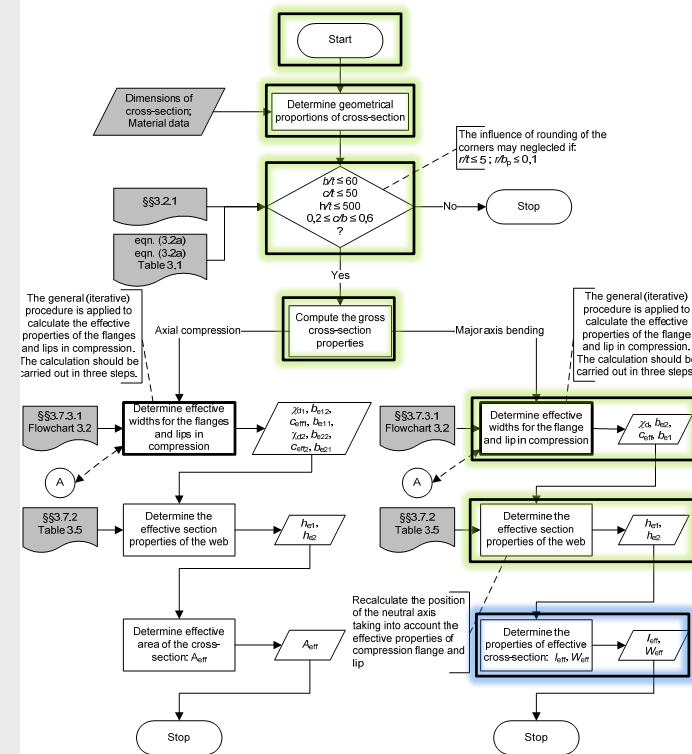 Start
Dimensions of
cross-section;
Material data
Determine geometrical
proportions of cross-section
The influence of rounding of the
corners may neglected if:
r/t ≤ 5 ; r/bp ≤ 0,1
b/t ≤ 60
c/t ≤ 50
h/t ≤ 500
0,2 ≤ c/b ≤ 0,6
?
§§3.2.1
No
Stop
eqn. (3.2a)
eqn. (3.2a)
Table 3.1
Yes
The general (iterative)
procedure is applied to
calculate the effective
properties of the flanges
and lips in compression.
The calculation should be
carried out in three steps.
Axial compression
Compute the gross
cross-section
properties
Major axis bending
The general (iterative)
procedure is applied to
calculate the effective
properties of the flange
and lip in compression.
The calculation should be
carried out in three steps
§§3.7.3.1
Flowchart 3.2
Determine effective
widths for the flanges
and lips in
compression
χd1, be12,
ceff1, be11,
χd2, be22,
ceff2, be21
§§3.7.3.1
Flowchart 3.2
Determine effective
widths for the flange
and lip in compression
χd, be2,
ceff, be1
A
A
§§3.7.2
Table 3.5
Determine the
effective section
properties of the web
he1,
he2
§§3.7.2
Table 3.5
Determine the
effective section
properties of the web
he1,
he2
Recalculate the position
of the neutral axis
taking into account the
effective properties of
compression flange and
lip
Determine effective
area of the cross-
section: Aeff
Aeff
Determine the
properties of effective
cross-section: Ieff, Weff
Ieff,
Weff
Stop
Stop